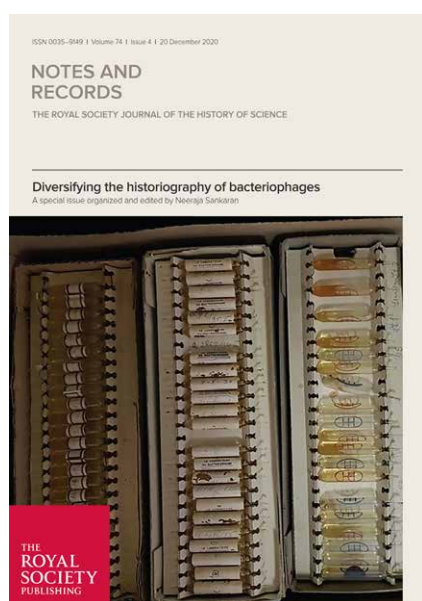 ISSN 0035–9149 I Volume 74 I Issue 4 I 20 December 2020
NOTES AND
RECORDS
THE ROYAL SOCIETY JOURNAL OF THE HISTORY OF SCIENCE
Diversifying the historiography of bacteriophages
A special issue organized and edited by Neeraja Sankaran
THE
ROYAL
SOCIETY
PUBLISHING